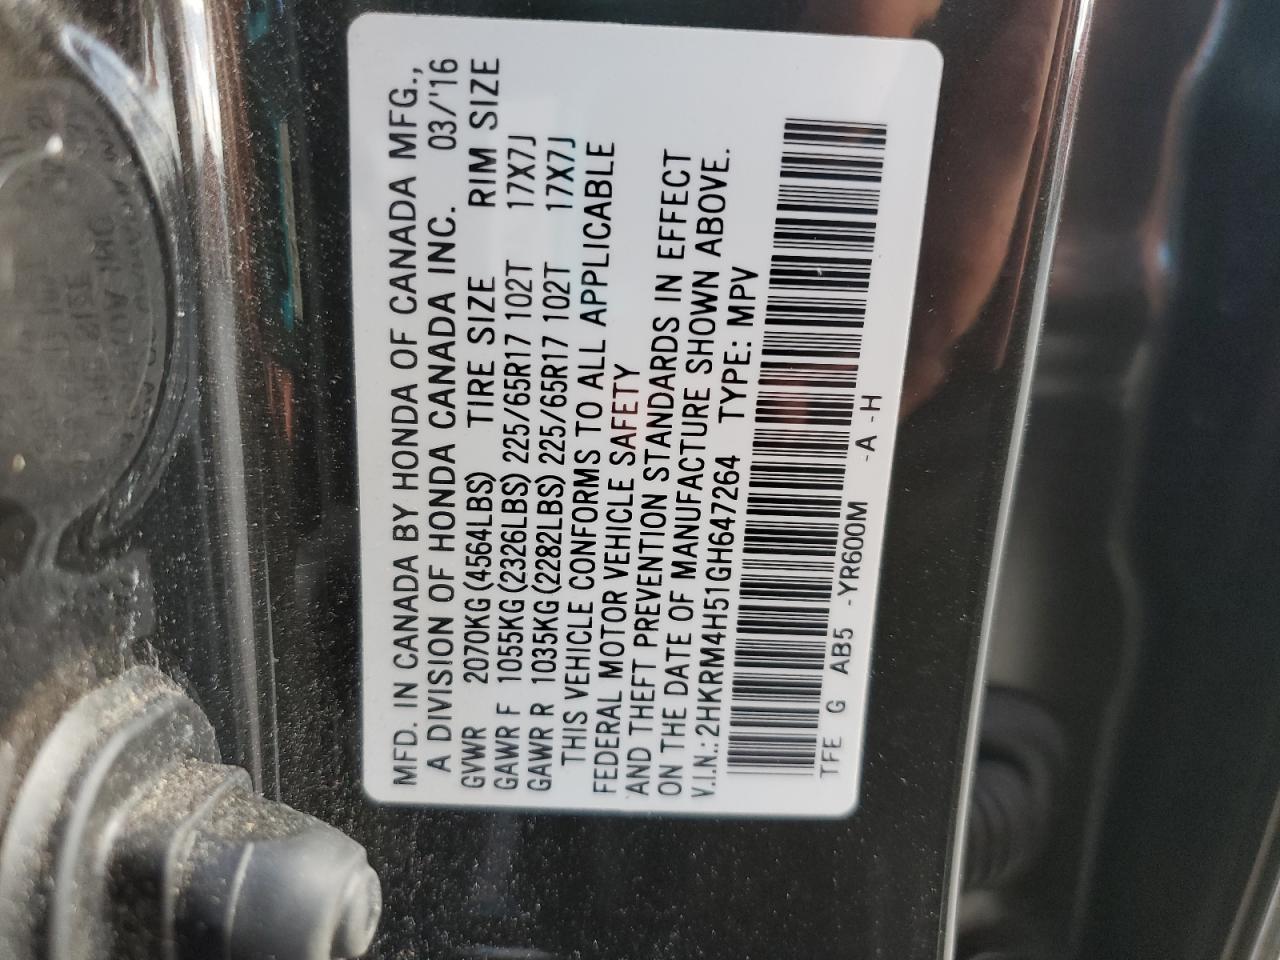 MFD. IN CANADA BY HONDA OF CANADA MFG.,
A DIVISION OF HONDA CANADA INC. 03/'16
GVWR 2070KG(4564LBS) TIRE SIZE RIM SIZE
GAWR F 1055KG(2326LBS) 225/65R17 102T 17X7J
GAWR R 1035KG(2282LBS) 225/65R17 102T 17X7J
THIS VEHICLE CONFORMS TO ALL APPLICABLE
FEDERAL MOTOR VEHICLE SAFETY
AND THEFT PREVENTION STANDARDS IN EFFECT
ON THE DATE OF MANUFACTURE SHOWN ABOVE.
V.I.N.: 2HKRM4H51GH647264 TYPE: MPV
TFE G AB5 -YR600M -A -H